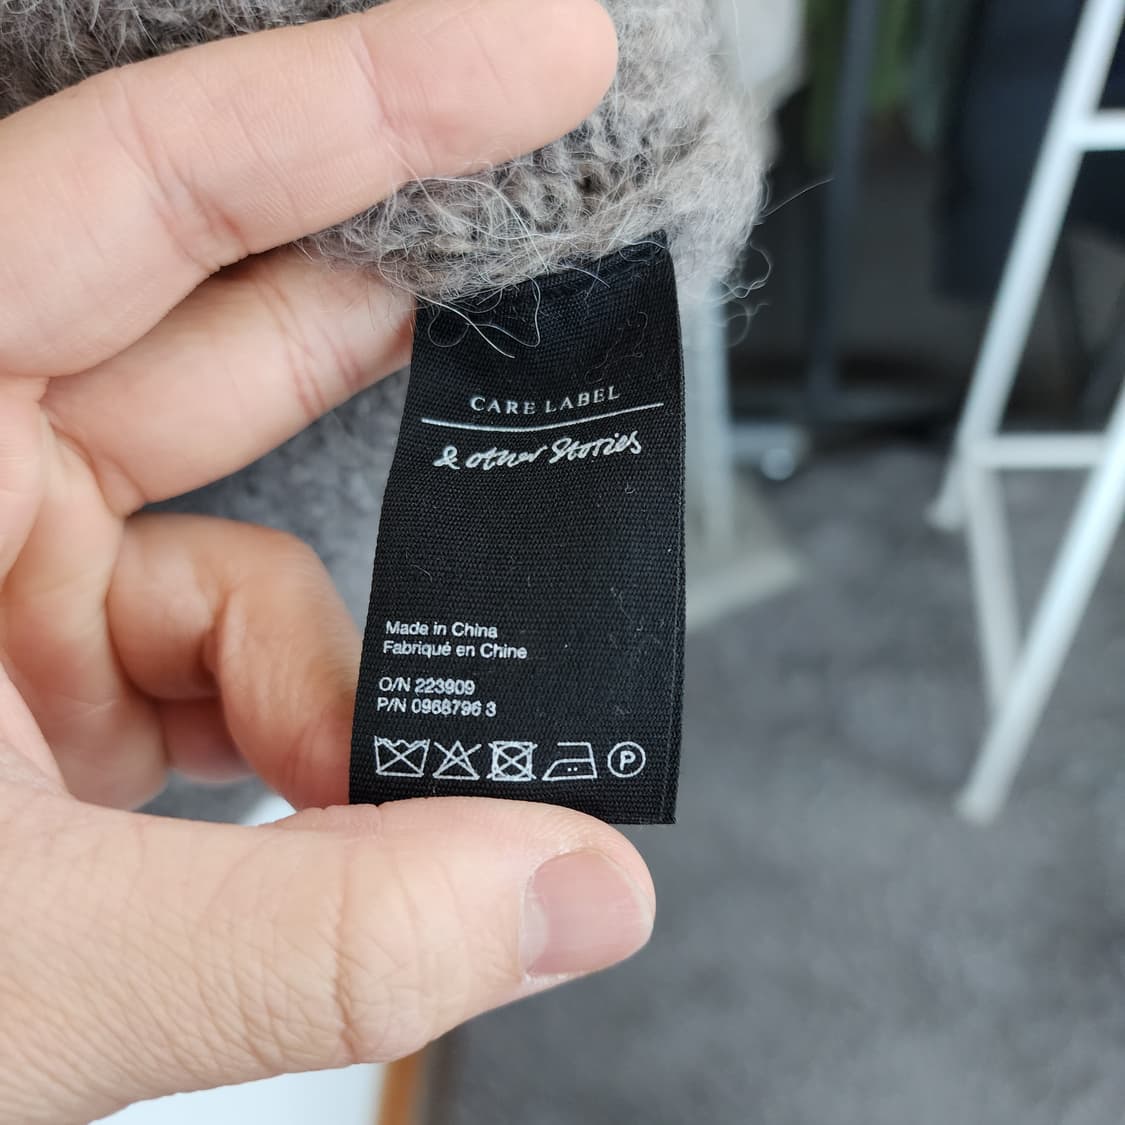 CARE LABEL
& other Stories
Made in China
Fabriqué en Chine
O/N 223909
P/N 0968796 3
P